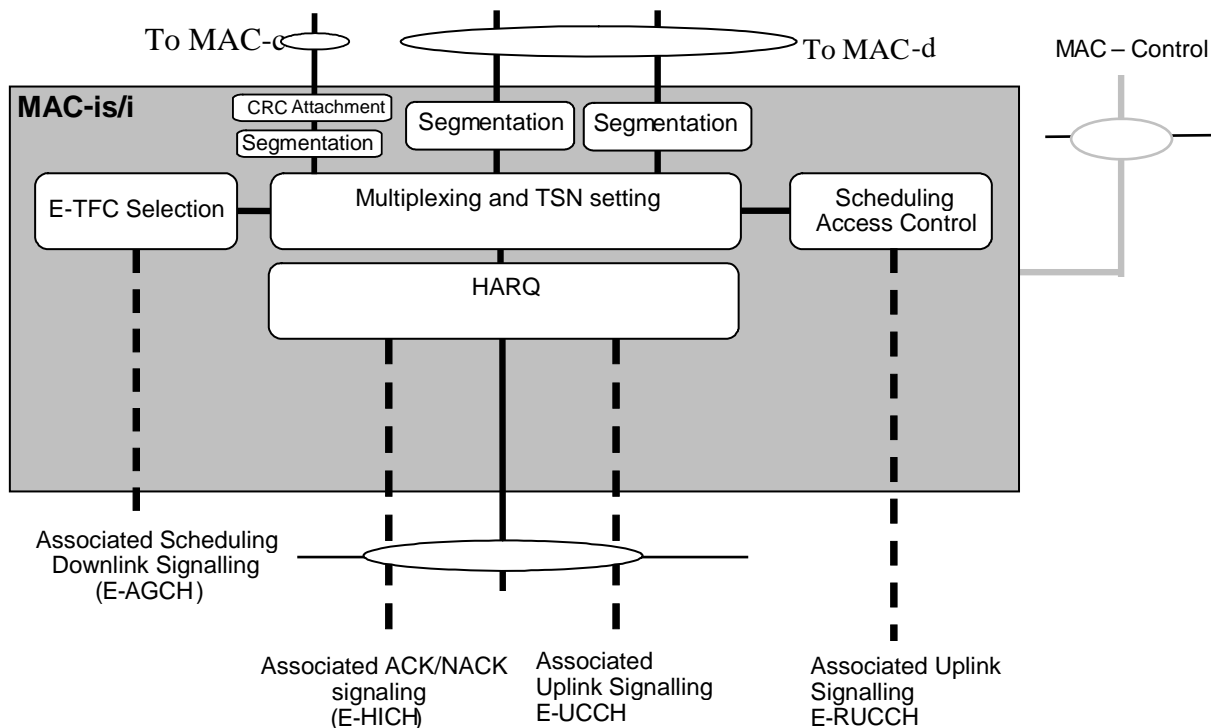 To MAC-c
To MAC-d
MAC – Control
MAC-is/i
CRC Attachment
Segmentation
Segmentation
Segmentation
E-TFC Selection
Multiplexing and TSN setting
Scheduling
Access Control
HARQ
Associated Scheduling
Downlink Signalling
(E-AGCH)
Associated ACK/NACK
signaling
(E-HICH)
Associated
Uplink Signalling
E-UCCH
Associated Uplink
Signalling
E-RUCCH